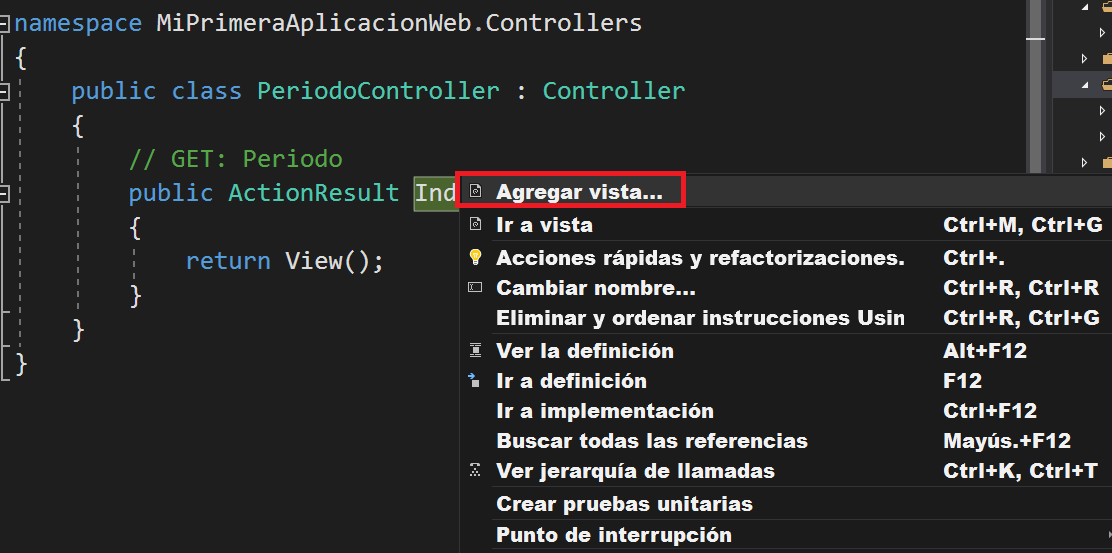 namespace MiPrimeraAplicacionWeb.Controllers
{
public class PeriodoController : Controller
{
// GET: Periodo
public ActionResult Ind
{
return View();
}
}
}
Agregar vista...
Ir a vista Ctrl+M, Ctrl+G
Acciones rápidas y refactorizaciones. Ctrl+.
Cambiar nombre... Ctrl+R, Ctrl+R
Eliminar y ordenar instrucciones Usin Ctrl+R, Ctrl+G
Ver la definición Alt+F12
Ir a definición F12
Ir a implementación Ctrl+F12
Buscar todas las referencias Mayús.+F12
Ver jerarquía de llamadas Ctrl+K, Ctrl+T
Crear pruebas unitarias
Punto de interrupción